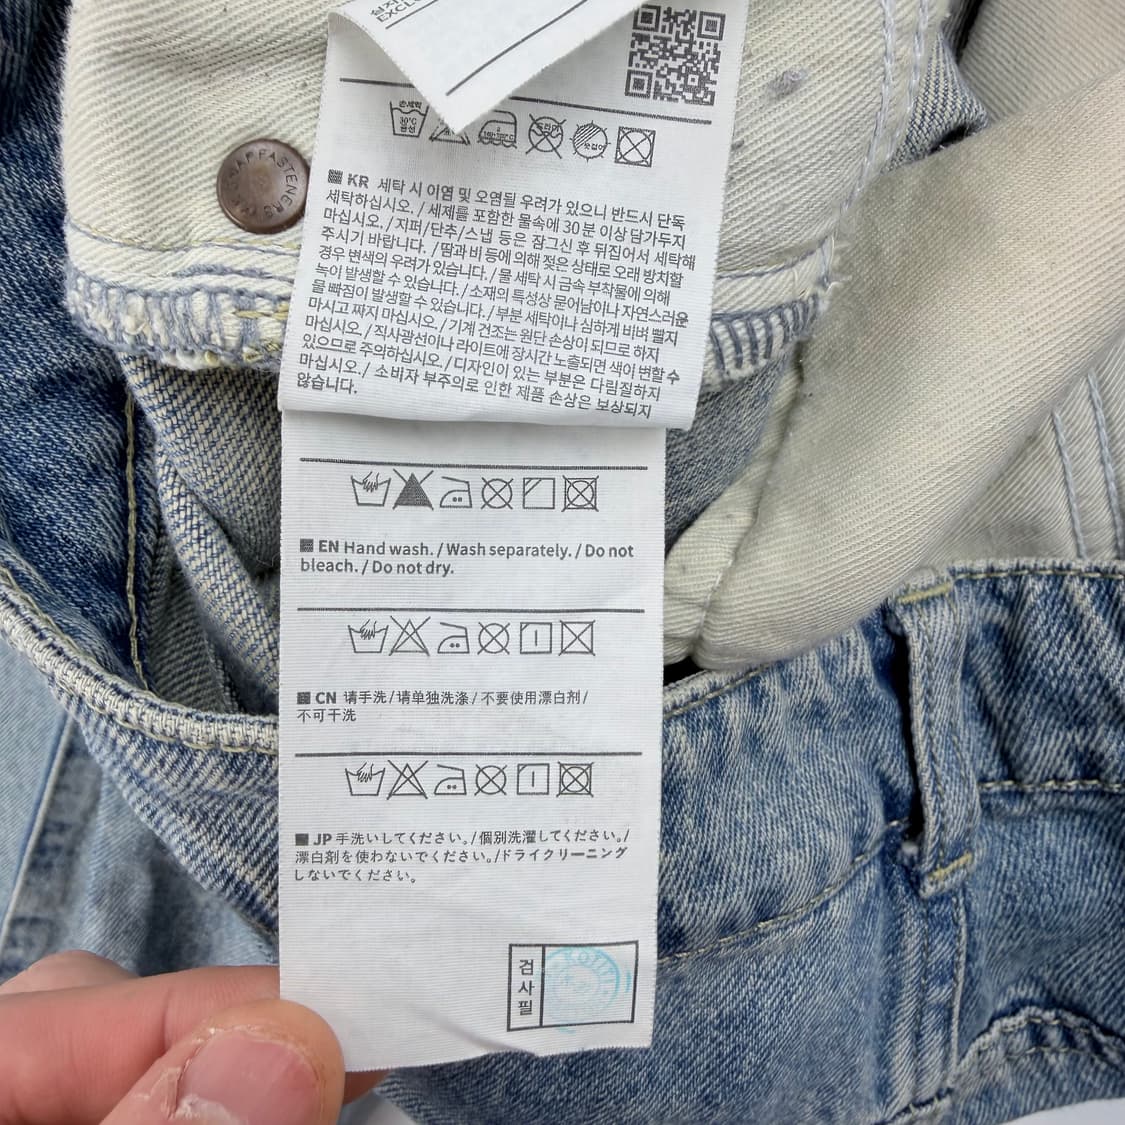 EXCLU
SNAP FASTENERS
손세탁
30°C
중성
드라이
옷걸이
KR 세탁 시 이염 및 오염될 우려가 있으니 반드시 단독
세탁하십시오. / 세제를 포함한 물속에 30분 이상 담가두지
마십시오. / 지퍼/단추/스냅 등은 잠그신 후 뒤집어서 세탁해
주시기 바랍니다. / 땀과 비 등에 의해 젖은 상태로 오래 방치할
경우 변색의 우려가 있습니다. / 물 세탁 시 금속 부착물에 의해
녹이 발생할 수 있습니다. / 소재의 특성상 묻어남이나 자연스러운
물 빠짐이 발생할 수 있습니다. / 부분 세탁이나 심하게 비벼 빨지
마시고 짜지 마십시오. / 기계 건조는 원단 손상이 되므로 하지
마십시오. / 직사광선이나 라이트에 장시간 노출되면 색이 변할 수
있으므로 주의하십시오. / 디자인이 있는 부분은 다림질하지
마십시오. / 소비자 부주의로 인한 제품 손상은 보상되지
않습니다.
EN Hand wash. / Wash separately. / Do not
bleach. / Do not dry.
CN 请手洗 / 请单独洗涤 / 不要使用漂白剂 /
不可干洗
JP 手洗いしてください。/ 個別洗濯してください。/
漂白剤を使わないでください。/ドライクリーニング
しないでください。
검사필